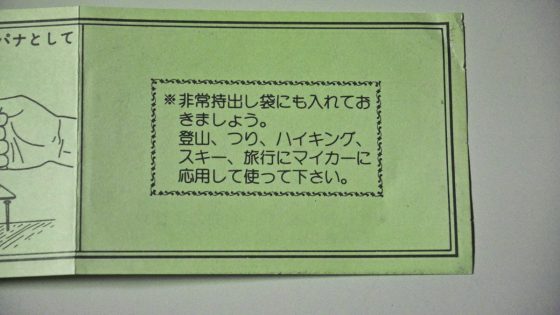 パナとして
※非常持出し袋にも入れてお
きましょう。
登山、つり、ハイキング、
スキー、旅行にマイカーに
応用して使って下さい。